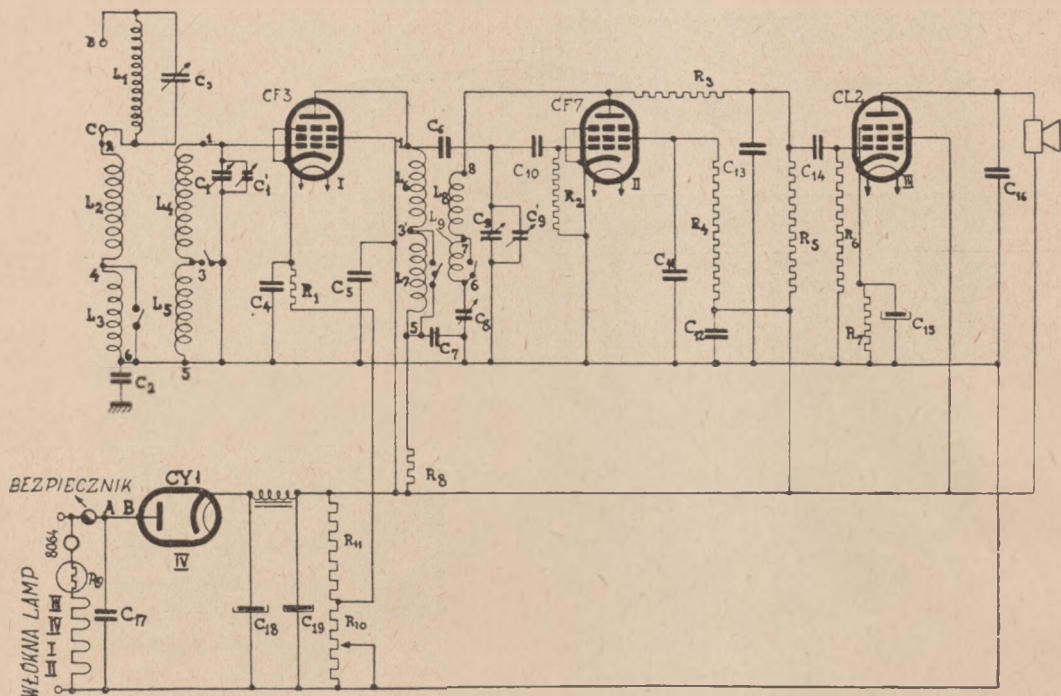 B
L1
C3
C
A
1
CF3
I
C1
C'1
L2
L4
4
3
L3
L5
6
5
C2
C4
R1
C5
1
C6
L6
L8
8
L9
3'
7
L7
6
5
C7
C8
C9
C'9
C10
R2
CF7
II
R3
C11
R4
C12
C13
C14
R5
R6
CL2
III
R7
C15
C16
R8
BEZPIECZNIK
A B
CY1
IV
8064
R9
WŁÓKNA LAMP
II I IV III
C17
C18
C19
R11
R10